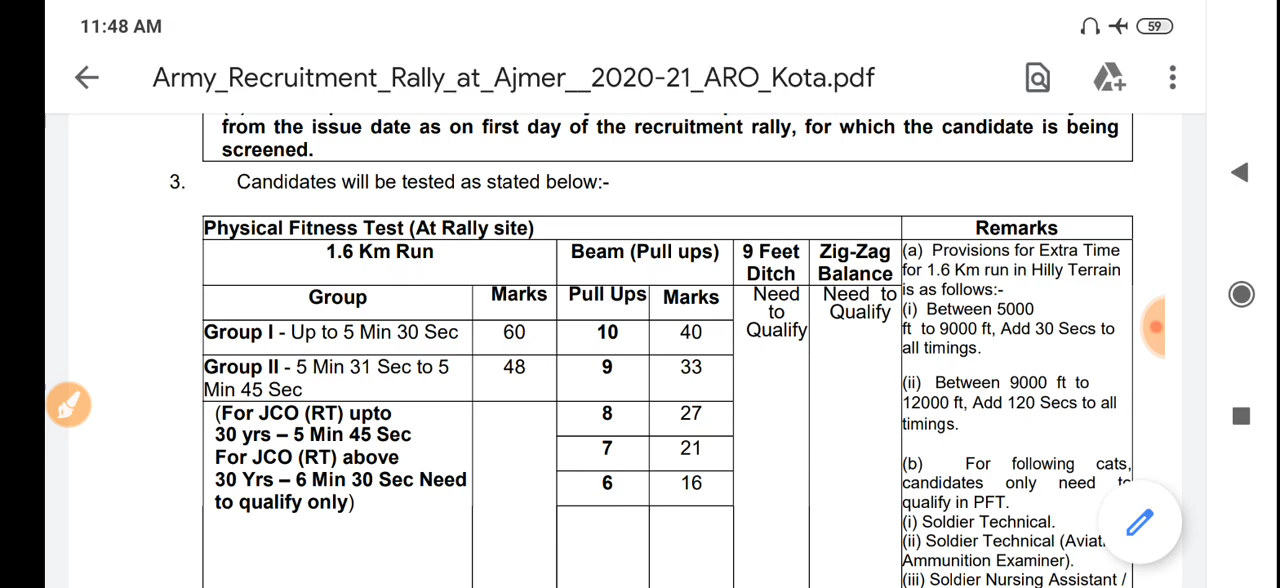 11:48 AM
59
Army_Recruitment_Rally_at_Ajmer__2020-21_ARO_Kota.pdf
from the issue date as on first day of the recruitment rally, for which the candidate is being
screened.
3. Candidates will be tested as stated below:-
Physical Fitness Test (At Rally site)
Remarks
1.6 Km Run
Beam (Pull ups)
9 Feet
Ditch
Zig-Zag
Balance
Group
Marks
Pull Ups
Marks
Need
to
Qualify
Need to
Qualify
Group I - Up to 5 Min 30 Sec
60
10
40
Group II - 5 Min 31 Sec to 5
Min 45 Sec
48
9
33
(For JCO (RT) upto
30 yrs – 5 Min 45 Sec
For JCO (RT) above
30 Yrs – 6 Min 30 Sec Need
to qualify only)
8
27
7
21
6
16
(a) Provisions for Extra Time
for 1.6 Km run in Hilly Terrain
is as follows:-
(i) Between 5000
ft to 9000 ft, Add 30 Secs to
all timings.
(ii) Between 9000 ft to
12000 ft, Add 120 Secs to all
timings.
(b) For following cats,
candidates only need to
qualify in PFT.
(i) Soldier Technical.
(ii) Soldier Technical
Ammunition Examiner).
(iii) Soldier Nursing Assistant /